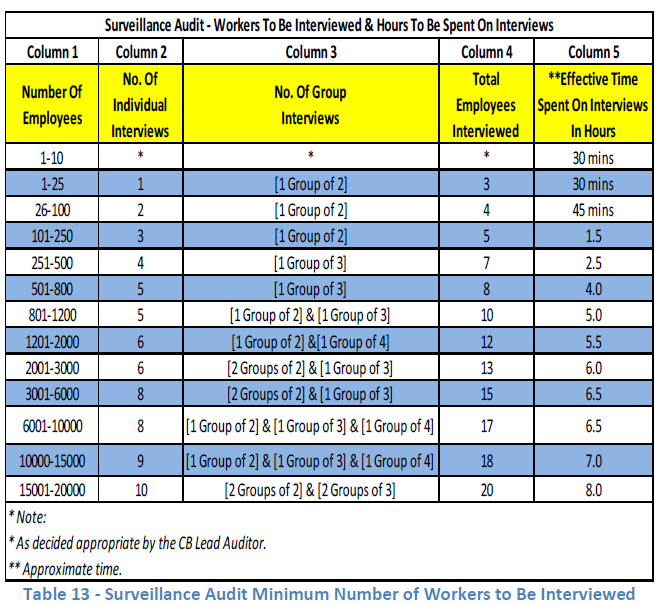 Surveillance Audit - Workers To Be Interviewed & Hours To Be Spent On Interviews
Column 1 Column 2 Column 3 Column 4 Column 5
Number Of Employees No. Of Individual Interviews No. Of Group Interviews Total Employees Interviewed **Effective Time Spent On Interviews In Hours
1-10 * * * 30 mins
1-25 1 [1 Group of 2] 3 30 mins
26-100 2 [1 Group of 2] 4 45 mins
101-250 3 [1 Group of 2] 5 1.5
251-500 4 [1 Group of 3] 7 2.5
501-800 5 [1 Group of 3] 8 4.0
801-1200 5 [1 Group of 2] & [1 Group of 3] 10 5.0
1201-2000 6 [1 Group of 2] &[1 Group of 4] 12 5.5
2001-3000 6 [2 Groups of 2] & [1 Group of 3] 13 6.0
3001-6000 8 [2 Groups of 2] & [1 Group of 3] 15 6.5
6001-10000 8 [1 Group of 2] & [1 Group of 3] & [1 Group of 4] 17 6.5
10000-15000 9 [1 Group of 2] & [1 Group of 3] & [1 Group of 4] 18 7.0
15001-20000 10 [2 Groups of 2] & [2 Groups of 3] 20 8.0
* Note:
* As decided appropriate by the CB Lead Auditor.
** Approximate time.
Table 13 - Surveillance Audit Minimum Number of Workers to Be Interviewed